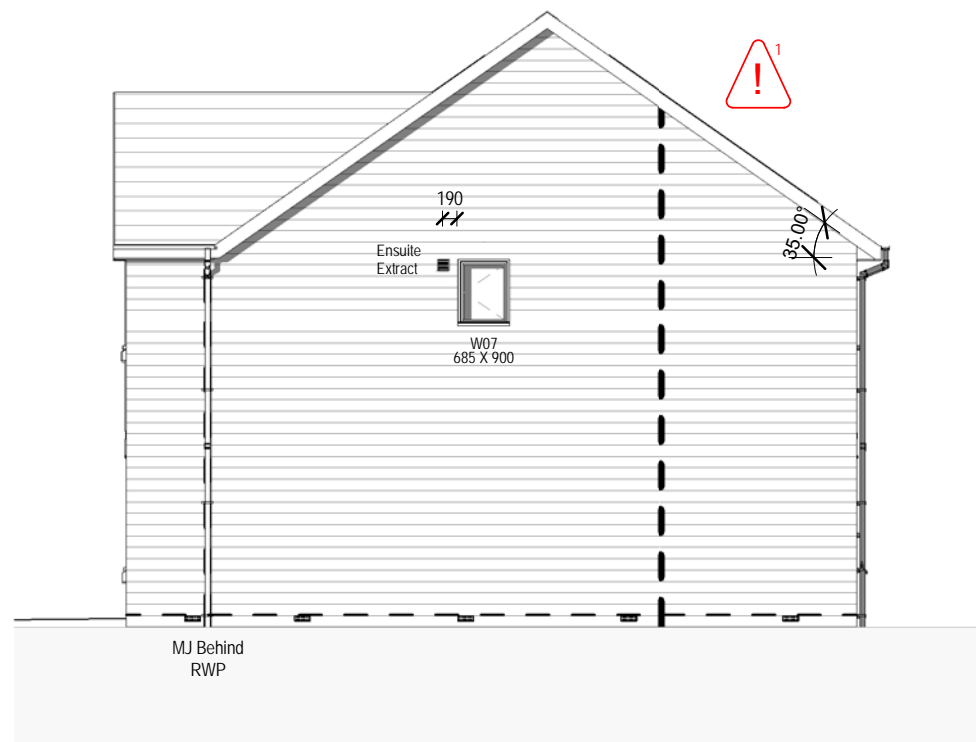 1
!
190
Ensuite
Extract
35.00°
W07
685 X 900
MJ Behind
RWP